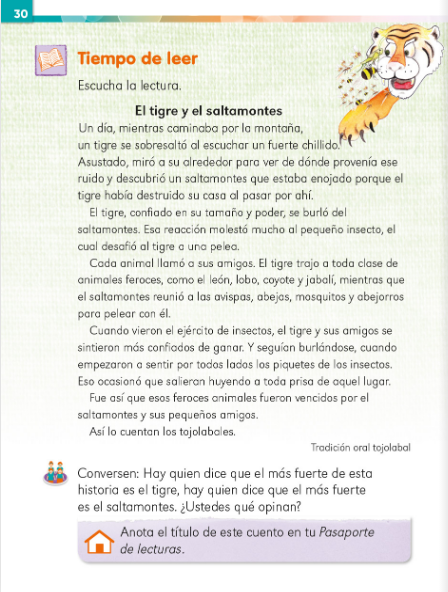 30
Tiempo de leer
Escucha la lectura.
El tigre y el saltamontes
Un día, mientras caminaba por la montaña,
un tigre se sobresaltó al escuchar un fuerte chillido.
Asustado, miró a su alrededor para ver de dónde provenía ese
ruido y descubrió un saltamontes que estaba enojado porque el
tigre había destruido su casa al pasar por ahí.
El tigre, confiado en su tamaño y poder, se burló del
saltamontes. Esa reacción molestó mucho al pequeño insecto, el
cual desafió al tigre a una pelea.
Cada animal llamó a sus amigos. El tigre trajo a toda clase de
animales feroces, como el león, lobo, coyote y jabalí, mientras que
el saltamontes reunió a las avispas, abejas, mosquitos y abejorros
para pelear con él.
Cuando vieron el ejército de insectos, el tigre y sus amigos se
sintieron más confiados de ganar. Y seguían burlándose, cuando
empezaron a sentir por todos lados los piquetes de los insectos.
Eso ocasionó que salieran huyendo a toda prisa de aquel lugar.
Fue así que esos feroces animales fueron vencidos por el
saltamontes y sus pequeños amigos.
Así lo cuentan los tojolabales.
Tradición oral tojolabal
Conversen: Hay quien dice que el más fuerte de esta
historia es el tigre, hay quien dice que el más fuerte
es el saltamontes. ¿Ustedes qué opinan?
Anota el título de este cuento en tu Pasaporte
de lecturas.